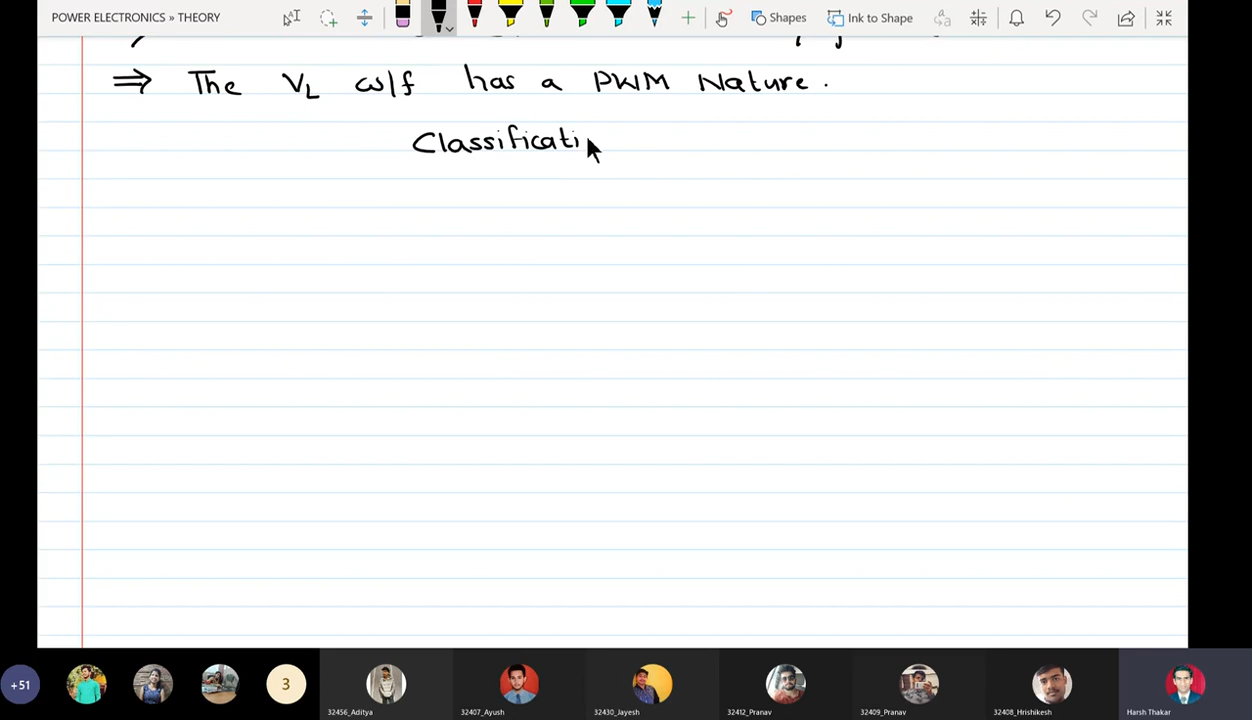 POWER ELECTRONICS » THEORY
Shapes
Ink to Shape
⇒ The VL w/f has a PWM Nature.
Classificati
+51
3
32456_Aditya
32407_Ayush
32430_Jayesh
32412_Pranav
32409_Pranav
32408_Hrishikesh
Harsh Thakar